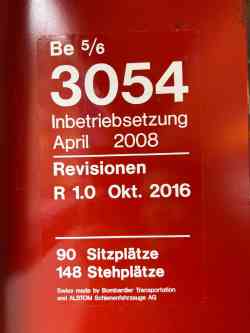 Be 5/6
3054
Inbetriebsetzung
April 2008
Revisionen
R 1.0 Okt. 2016
90 Sitzplätze
148 Stehplätze
Swiss made by Bombardier Transportation
and ALSTOM Schienenfahrzeuge AG